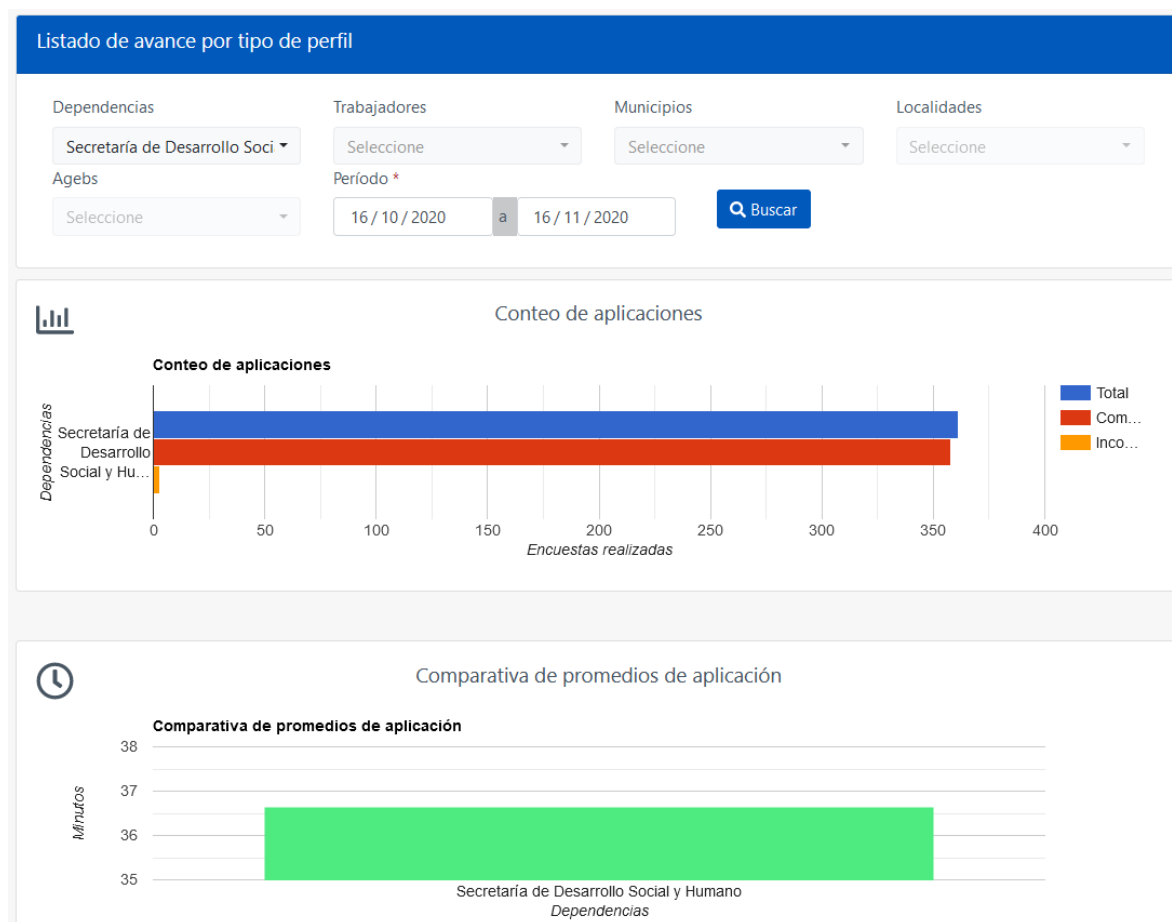 Listado de avance por tipo de perfil
Dependencias Trabajadores Municipios Localidades
Secretaría de Desarrollo Soci Seleccione Seleccione Seleccione
Agebs Período *
Seleccione 16 / 10 / 2020 a 16 / 11 / 2020 Buscar
Conteo de aplicaciones
Conteo de aplicaciones
Dependencias
Secretaría de
Desarrollo
Social y Hu…
Total
Com…
Inco…
0 50 100 150 200 250 300 350 400
Encuestas realizadas
Comparativa de promedios de aplicación
Comparativa de promedios de aplicación
Minutos
38
37
36
35
Secretaría de Desarrollo Social y Humano
Dependencias